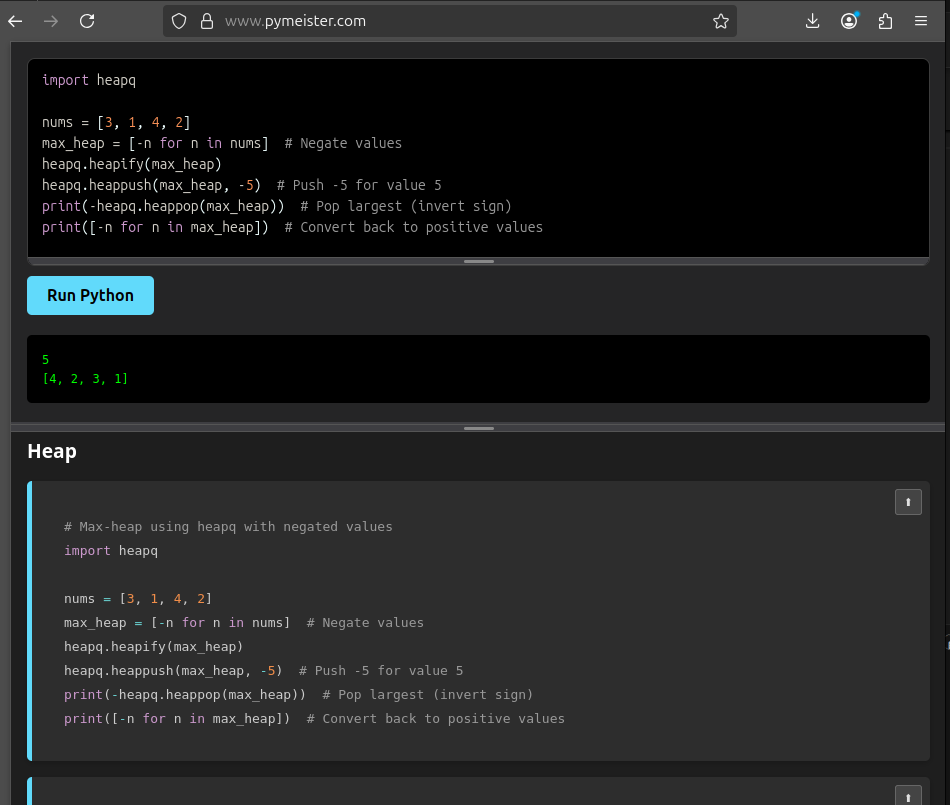 www.pymeister.com
import heapq
nums = [3, 1, 4, 2]
max_heap = [-n for n in nums]  # Negate values
heapq.heapify(max_heap)
heapq.heappush(max_heap, -5)  # Push -5 for value 5
print(-heapq.heappop(max_heap))  # Pop largest (invert sign)
print([-n for n in max_heap])  # Convert back to positive values
Run Python
5
[4, 2, 3, 1]
Heap
# Max-heap using heapq with negated values
import heapq
nums = [3, 1, 4, 2]
max_heap = [-n for n in nums]  # Negate values
heapq.heapify(max_heap)
heapq.heappush(max_heap, -5)  # Push -5 for value 5
print(-heapq.heappop(max_heap))  # Pop largest (invert sign)
print([-n for n in max_heap])  # Convert back to positive values